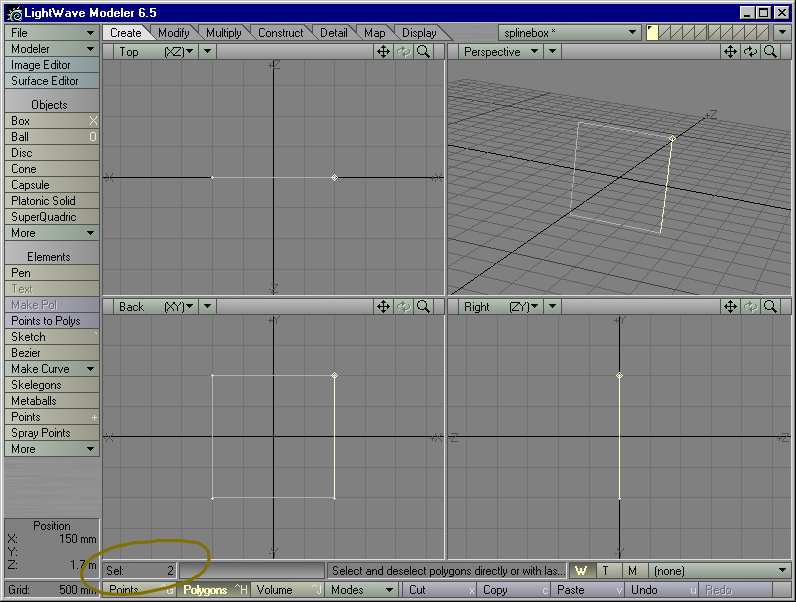 LightWave Modeler 6.5
File
Create Modify Multiply Construct Detail Map Display
splinebox *
Modeler
Image Editor
Surface Editor
Objects
Box X
Ball O
Disc
Cone
Capsule
Platonic Solid
SuperQuadric
More
Elements
Pen
Text
Make Pol
Points to Polys
Sketch `
Bezier
Make Curve
Skelegons
Metaballs
Points +
Spray Points
More
Top (XZ)
+Z
-X +X
-Z
Perspective
+Z
Back (XY)
+Y
-X +X
-Y
Right (ZY)
+Y
-Z +Z
-Y
Position
X: 150 mm
Y:
Z: 1.7 m
Grid: 500 mm
Sel: 2
Select and deselect polygons directly or with las...
W T M (none)
Points ^G Polygons ^H Volume ^J Modes Cut x Copy c Paste v Undo u Redo